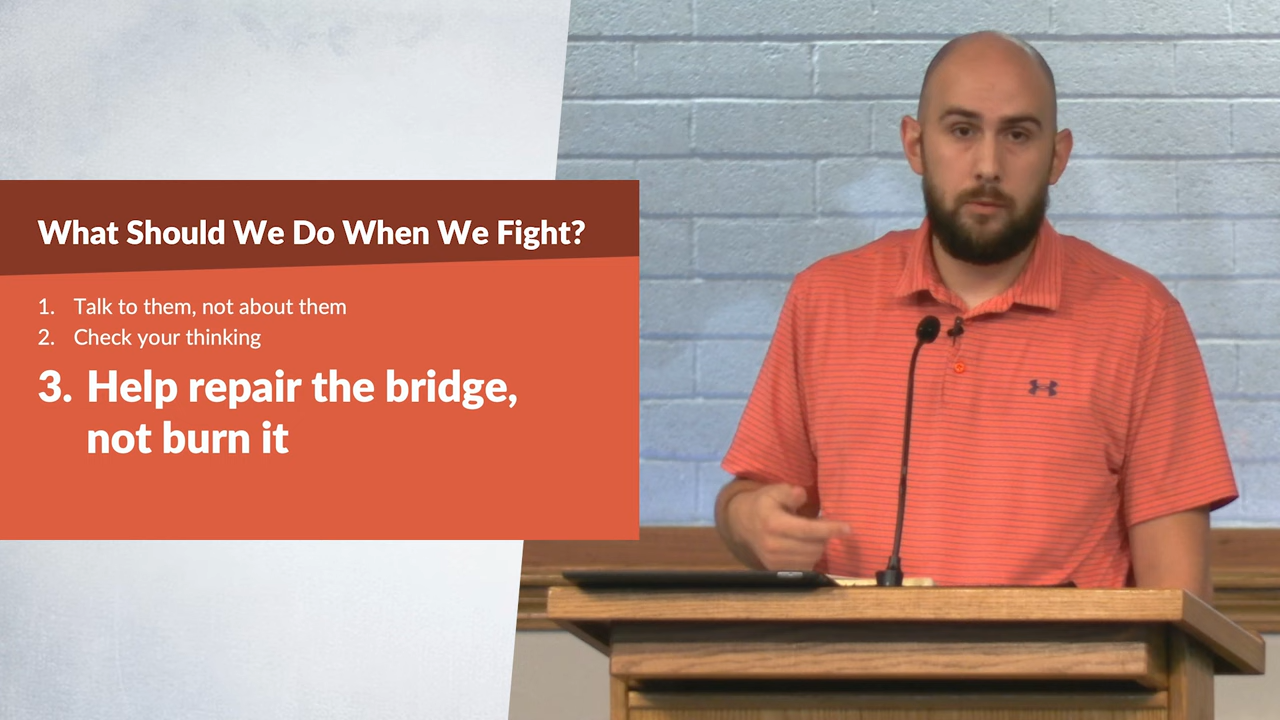 What Should We Do When We Fight?
1. Talk to them, not about them
2. Check your thinking
3. Help repair the bridge,
not burn it